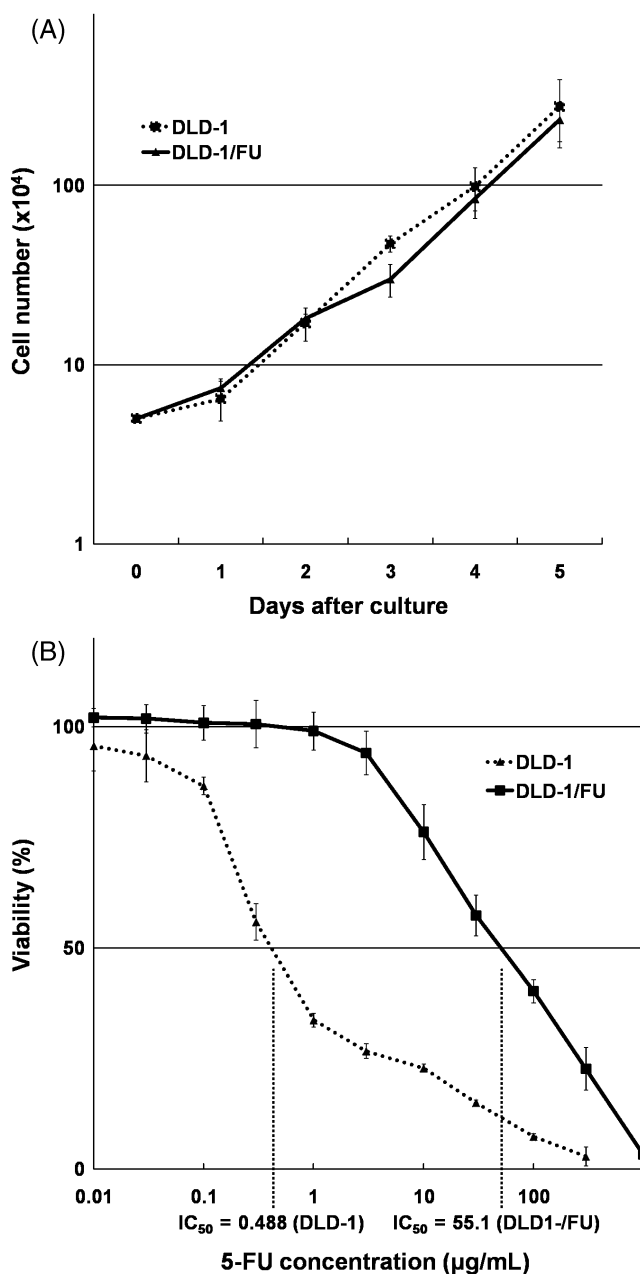 (A)
DLD-1
DLD-1/FU
Cell number (x10⁴)
100
10
1
0 1 2 3 4 5
Days after culture
(B)
DLD-1
DLD-1/FU
Viability (%)
100
50
0
0.01 0.1 1 10 100
IC₅₀ = 0.488 (DLD-1) IC₅₀ = 55.1 (DLD1-/FU)
5-FU concentration (µg/mL)